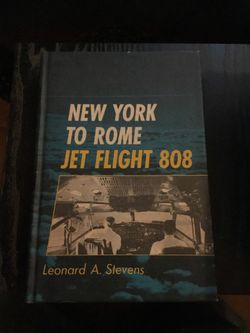 NEW YORK
TO ROME
JET FLIGHT 808
Leonard A. Stevens